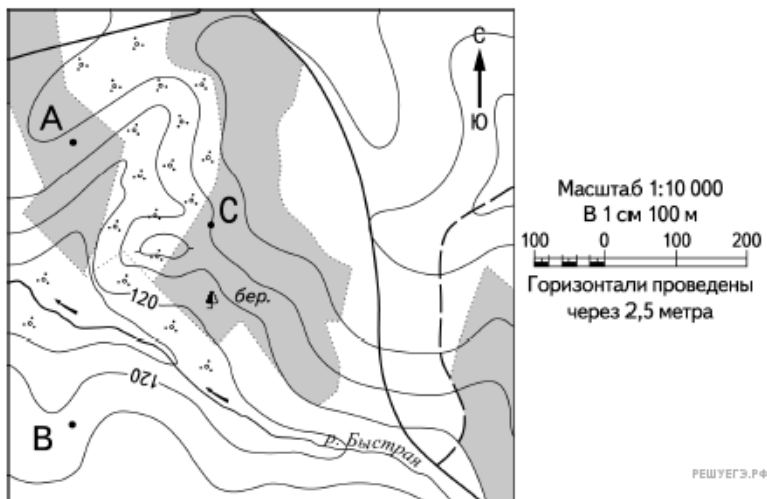 С
Ю
А
С
бер.
120
120
В
р. Быстрая
Масштаб 1:10 000
В 1 см 100 м
100 0 100 200
Горизонтали проведены
через 2,5 метра
РЕШУЕГЭ.РФ